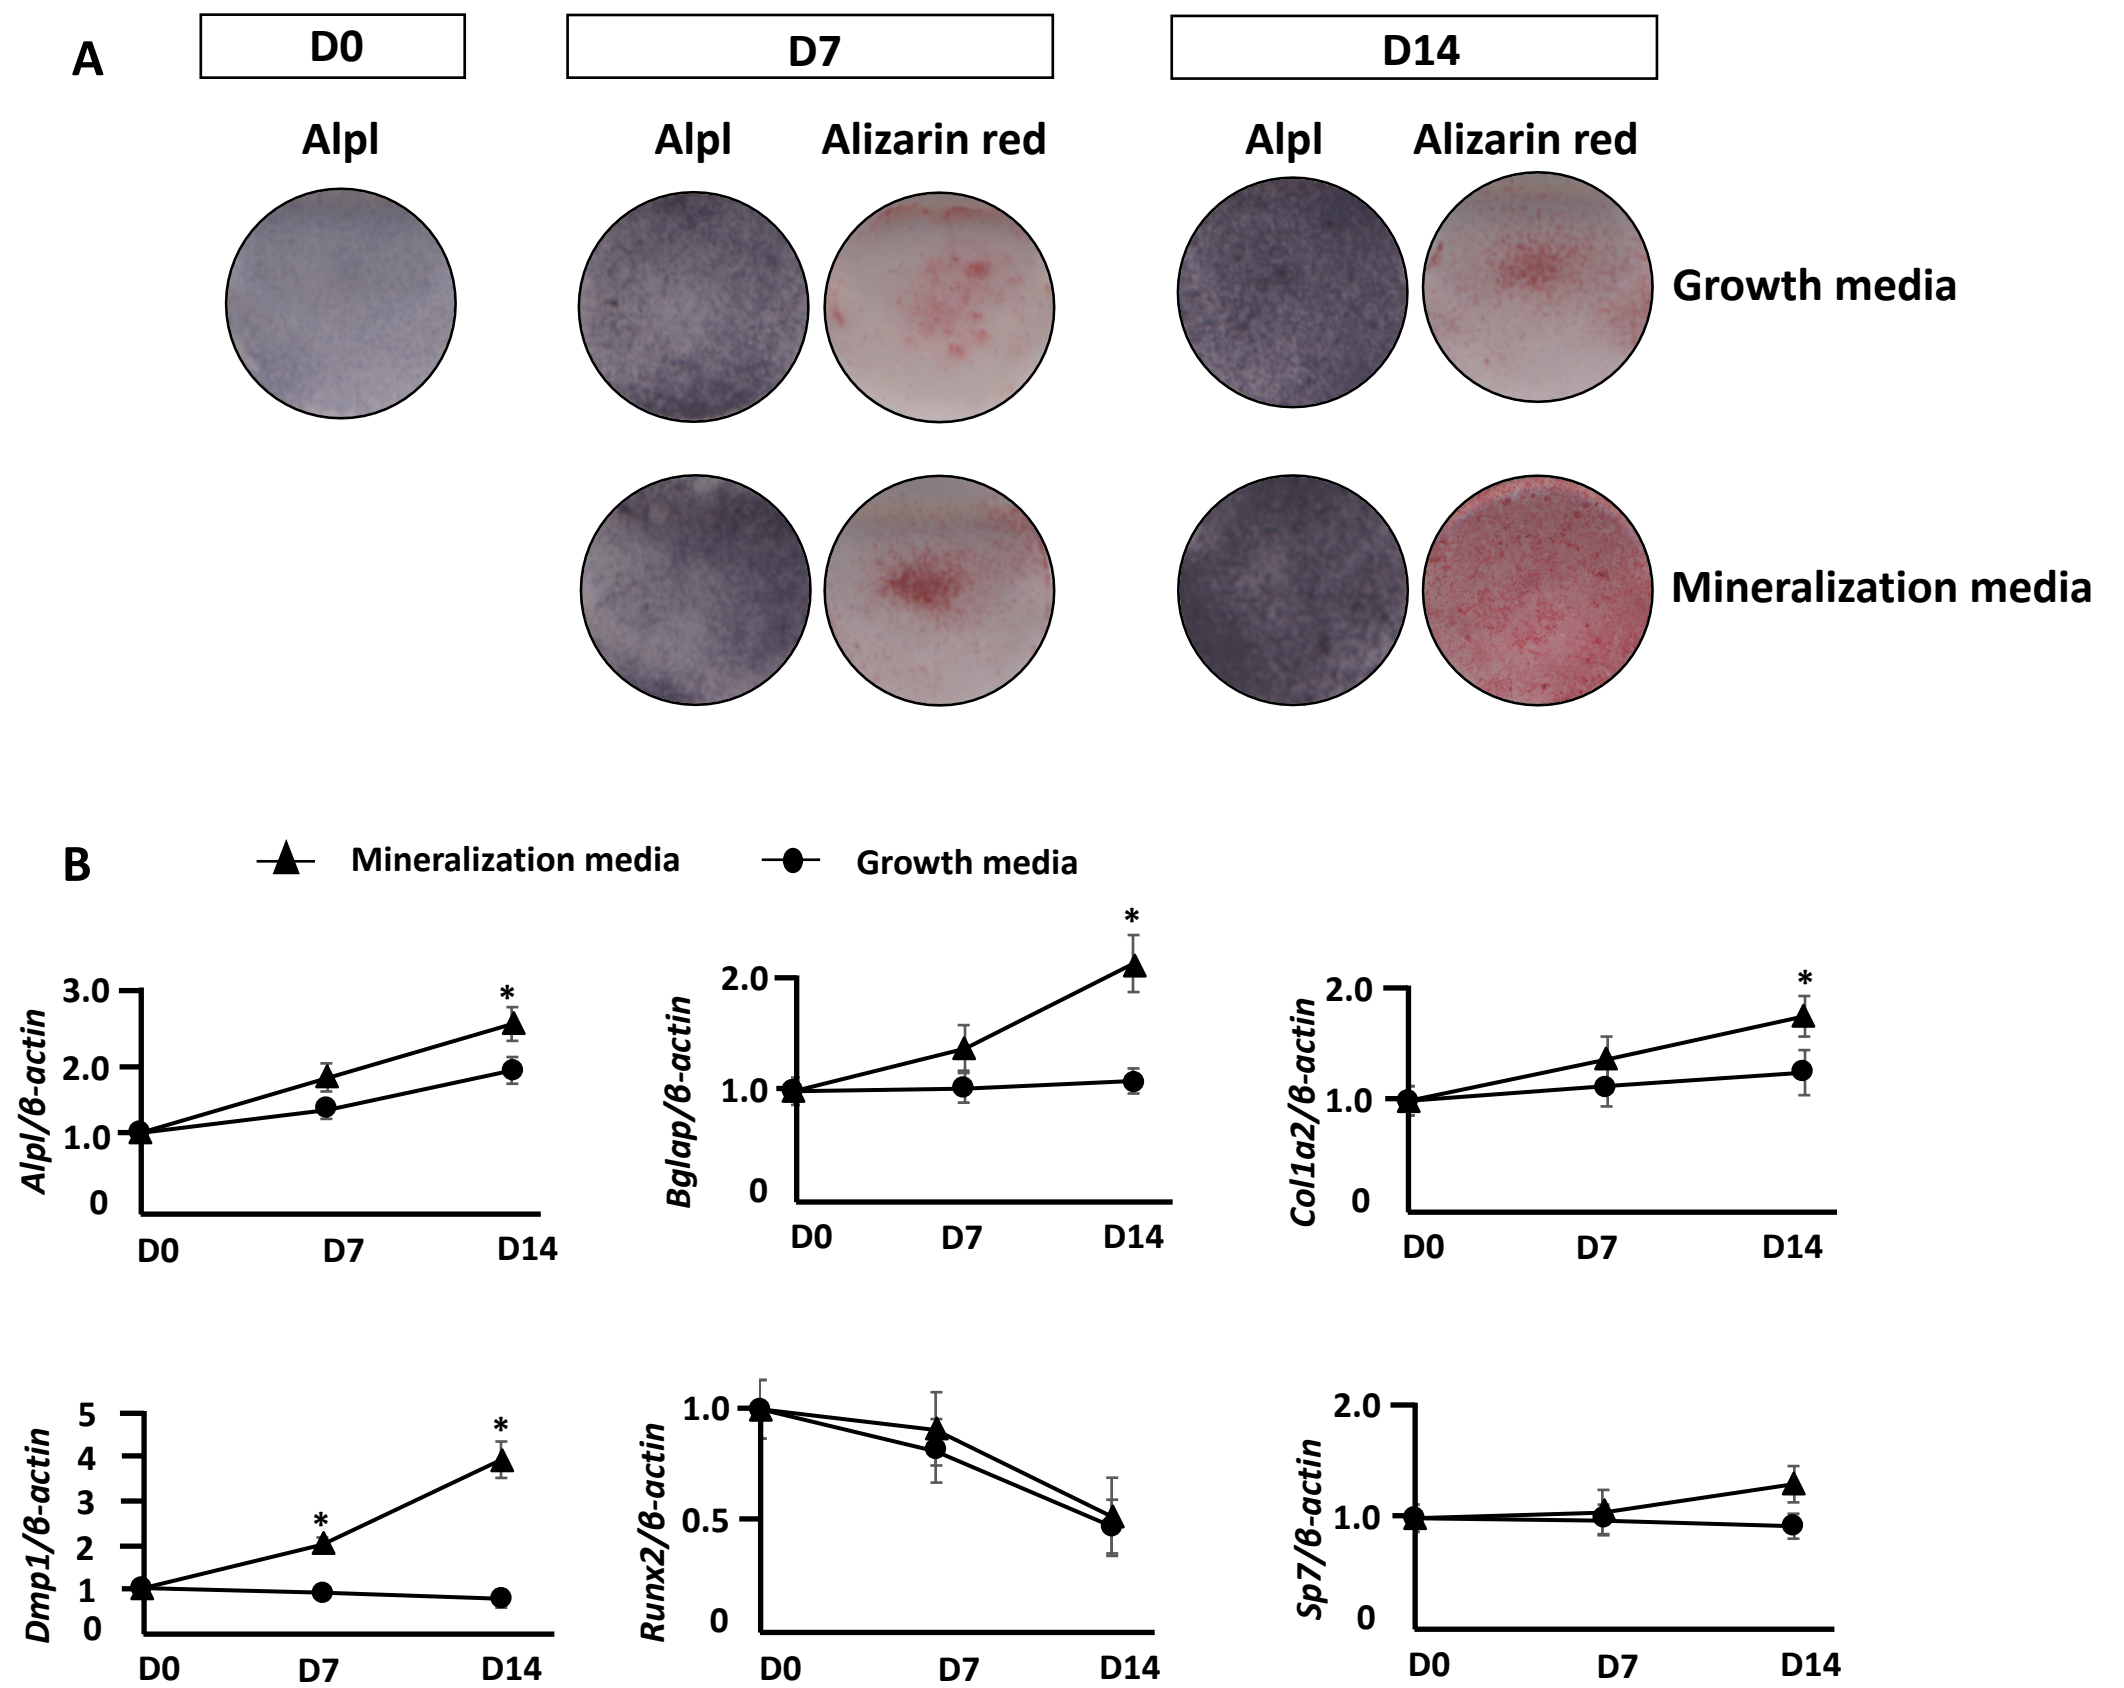 A
D0
D7
D14
Alpl
Alpl
Alizarin red
Alpl
Alizarin red
Growth media
Mineralization media
B
Mineralization media
Growth media
Alpl/β-actin
3.0
2.0
1.0
0
D0
D7
D14
*
Bglap/β-actin
2.0
1.0
0
D0
D7
D14
*
Col1a2/β-actin
2.0
1.0
0
D0
D7
D14
*
Dmp1/β-actin
5
4
3
2
1
0
D0
D7
D14
*
*
Runx2/β-actin
1.0
0.5
0
D0
D7
D14
Sp7/β-actin
2.0
1.0
0
D0
D7
D14